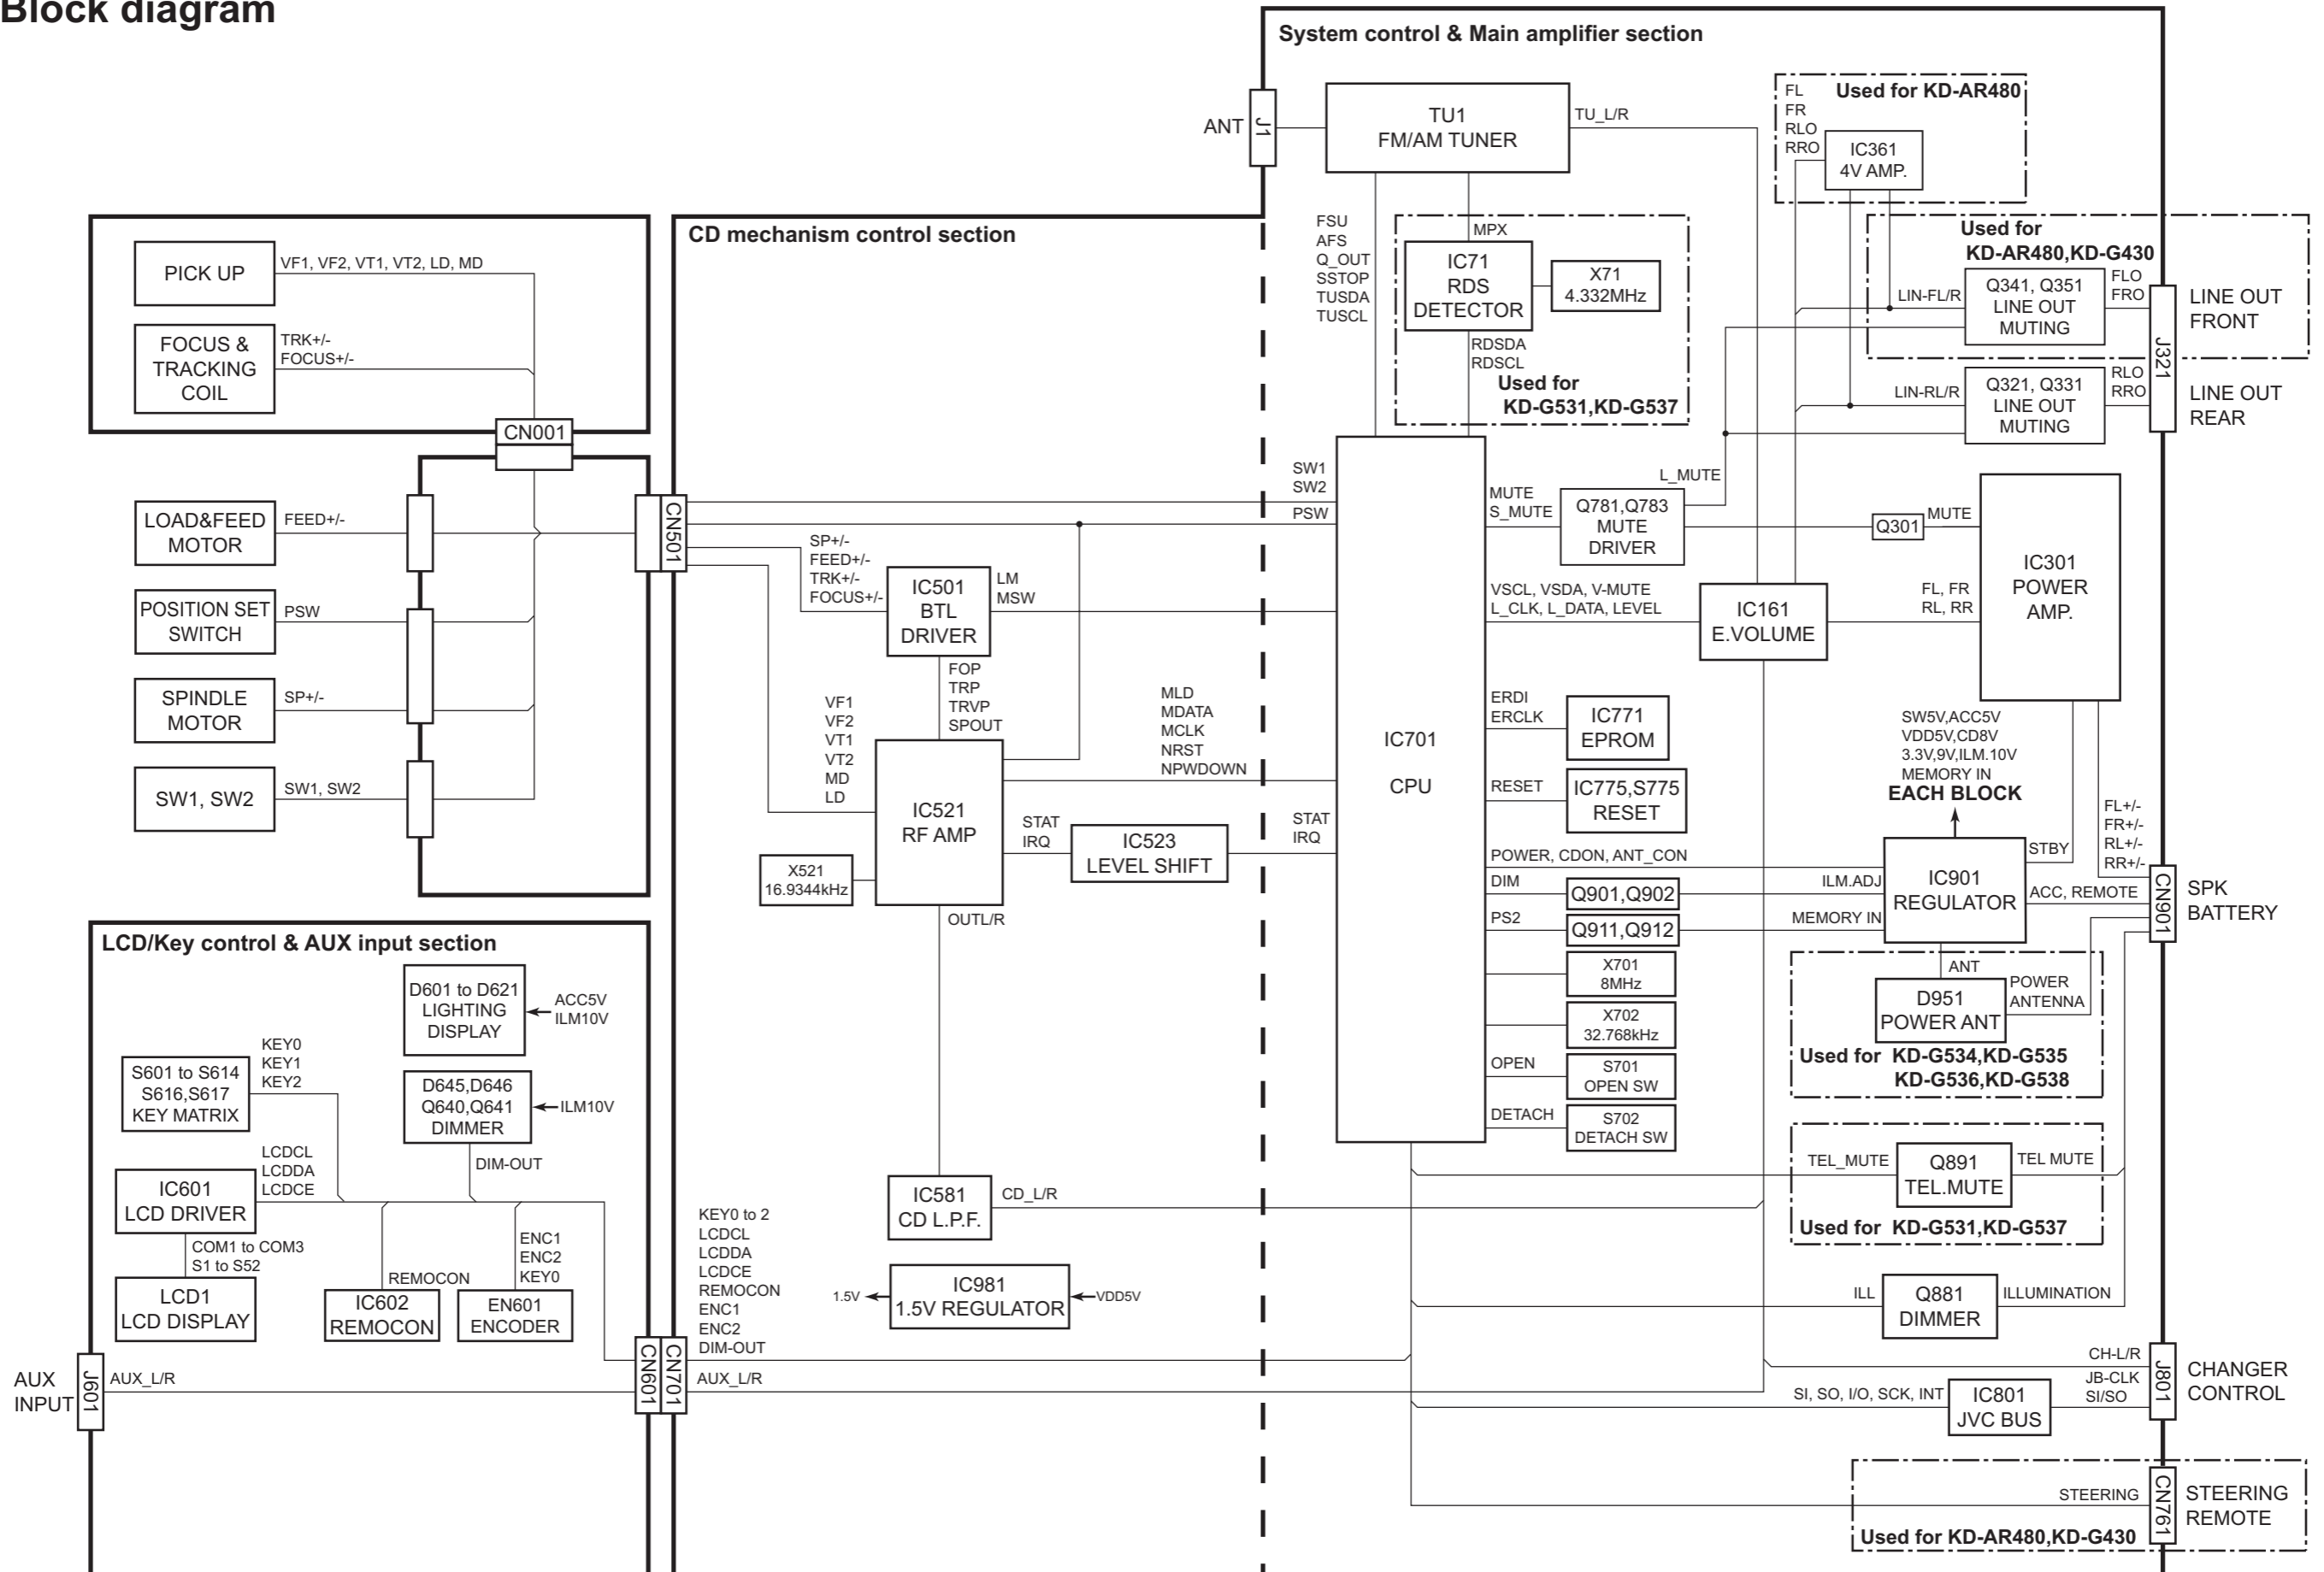 Block diagram
System control & Main amplifier section
ANT
J1
TU1
FM/AM TUNER
TU_L/R
FL
FR
RLO
RRO
Used for KD-AR480
IC361
4V AMP.
FSU
AFS
Q_OUT
SSTOP
TUSDA
TUSCL
MPX
IC71
RDS
DETECTOR
X71
4.332MHz
RDSDA
RDSCL
Used for
KD-G531,KD-G537
Used for
KD-AR480,KD-G430
LIN-FL/R
Q341, Q351
LINE OUT
MUTING
FLO
FRO
LINE OUT
FRONT
J321
LIN-RL/R
Q321, Q331
LINE OUT
MUTING
RLO
RRO
LINE OUT
REAR
PICK UP
VF1, VF2, VT1, VT2, LD, MD
FOCUS &
TRACKING
COIL
TRK+/-
FOCUS+/-
CN001
LOAD&FEED
MOTOR
FEED+/-
POSITION SET
SWITCH
PSW
SPINDLE
MOTOR
SP+/-
SW1, SW2
SW1, SW2
CD mechanism control section
CN501
SW1
SW2
PSW
SP+/-
FEED+/-
TRK+/-
FOCUS+/-
IC501
BTL
DRIVER
LM
MSW
FOP
TRP
TRVP
SPOUT
VF1
VF2
VT1
VT2
MD
LD
MLD
MDATA
MCLK
NRST
NPWDOWN
IC521
RF AMP
X521
16.9344kHz
STAT
IRQ
IC523
LEVEL SHIFT
STAT
IRQ
OUTL/R
IC581
CD L.P.F.
CD_L/R
1.5V
IC981
1.5V REGULATOR
VDD5V
IC701
CPU
MUTE
S_MUTE
Q781,Q783
MUTE
DRIVER
L_MUTE
Q301
MUTE
IC301
POWER
AMP.
VSCL, VSDA, V-MUTE
L_CLK, L_DATA, LEVEL
IC161
E.VOLUME
FL, FR
RL, RR
ERDI
ERCLK
IC771
EPROM
RESET
IC775,S775
RESET
SW5V,ACC5V
VDD5V,CD8V
3.3V,9V,ILM.10V
MEMORY IN
EACH BLOCK
POWER, CDON, ANT_CON
DIM
Q901,Q902
ILM.ADJ
PS2
Q911,Q912
MEMORY IN
IC901
REGULATOR
STBY
FL+/-
FR+/-
RL+/-
RR+/-
ACC, REMOTE
CN901
SPK
BATTERY
X701
8MHz
X702
32.768kHz
OPEN
S701
OPEN SW
DETACH
S702
DETACH SW
ANT
D951
POWER ANT
POWER
ANTENNA
Used for KD-G534,KD-G535
KD-G536,KD-G538
TEL_MUTE
Q891
TEL.MUTE
TEL MUTE
Used for KD-G531,KD-G537
ILL
Q881
DIMMER
ILLUMINATION
CH-L/R
JB-CLK
SI/SO
J801
CHANGER
CONTROL
SI, SO, I/O, SCK, INT
IC801
JVC BUS
STEERING
CN761
STEERING
REMOTE
Used for KD-AR480,KD-G430
LCD/Key control & AUX input section
D601 to D621
LIGHTING
DISPLAY
ACC5V
ILM10V
S601 to S614
S616,S617
KEY MATRIX
KEY0
KEY1
KEY2
D645,D646
Q640,Q641
DIMMER
ILM10V
DIM-OUT
IC601
LCD DRIVER
LCDCL
LCDDA
LCDCE
COM1 to COM3
S1 to S52
LCD1
LCD DISPLAY
REMOCON
IC602
REMOCON
ENC1
ENC2
KEY0
EN601
ENCODER
KEY0 to 2
LCDCL
LCDDA
LCDCE
REMOCON
ENC1
ENC2
DIM-OUT
AUX
INPUT
J601
AUX_L/R
CN601
CN701
AUX_L/R